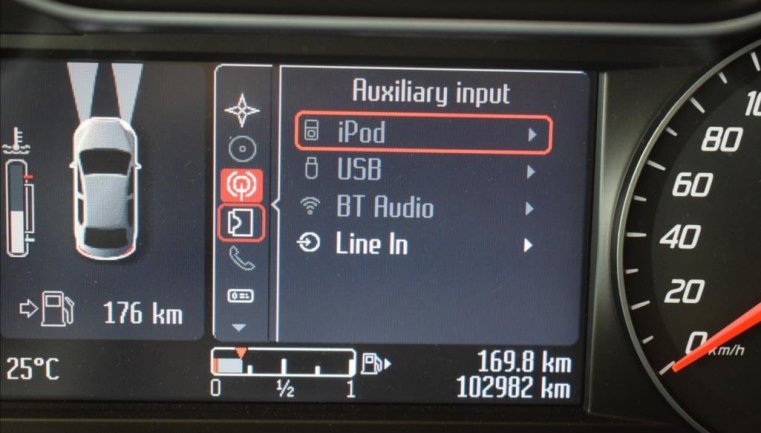 Auxiliary input
iPod
USB
BT Audio
Line In
176 km
25°C
0 ½ 1
169.8 km
102982 km
80
60
40
20
0 km/h